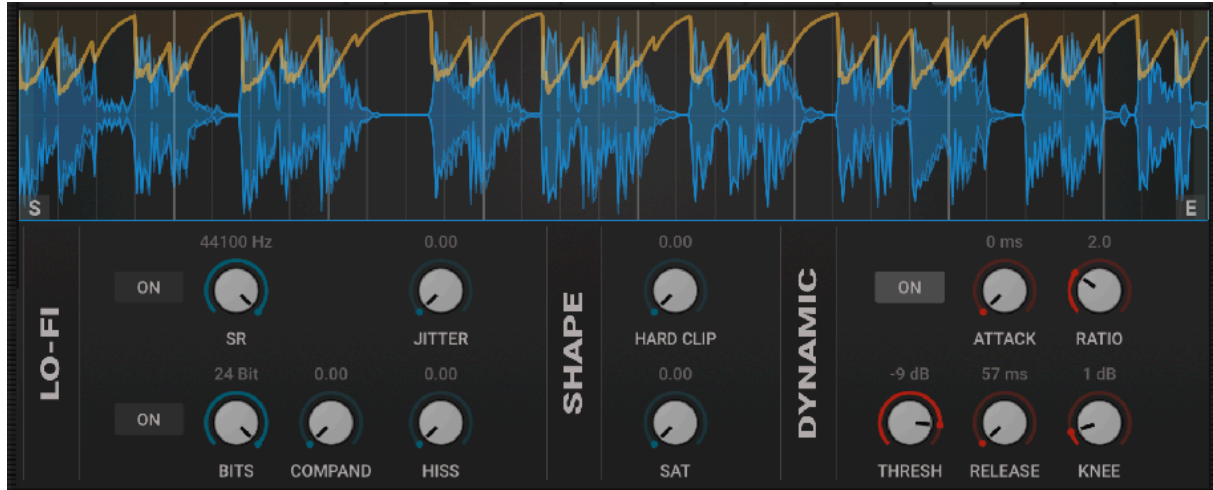 S
E
LO-FI
44100 Hz
0.00
ON
SR
JITTER
24 Bit
0.00
0.00
ON
BITS
COMPAND
HISS
SHAPE
0.00
HARD CLIP
0.00
SAT
DYNAMIC
0 ms
2.0
ON
ATTACK
RATIO
-9 dB
57 ms
1 dB
THRESH
RELEASE
KNEE